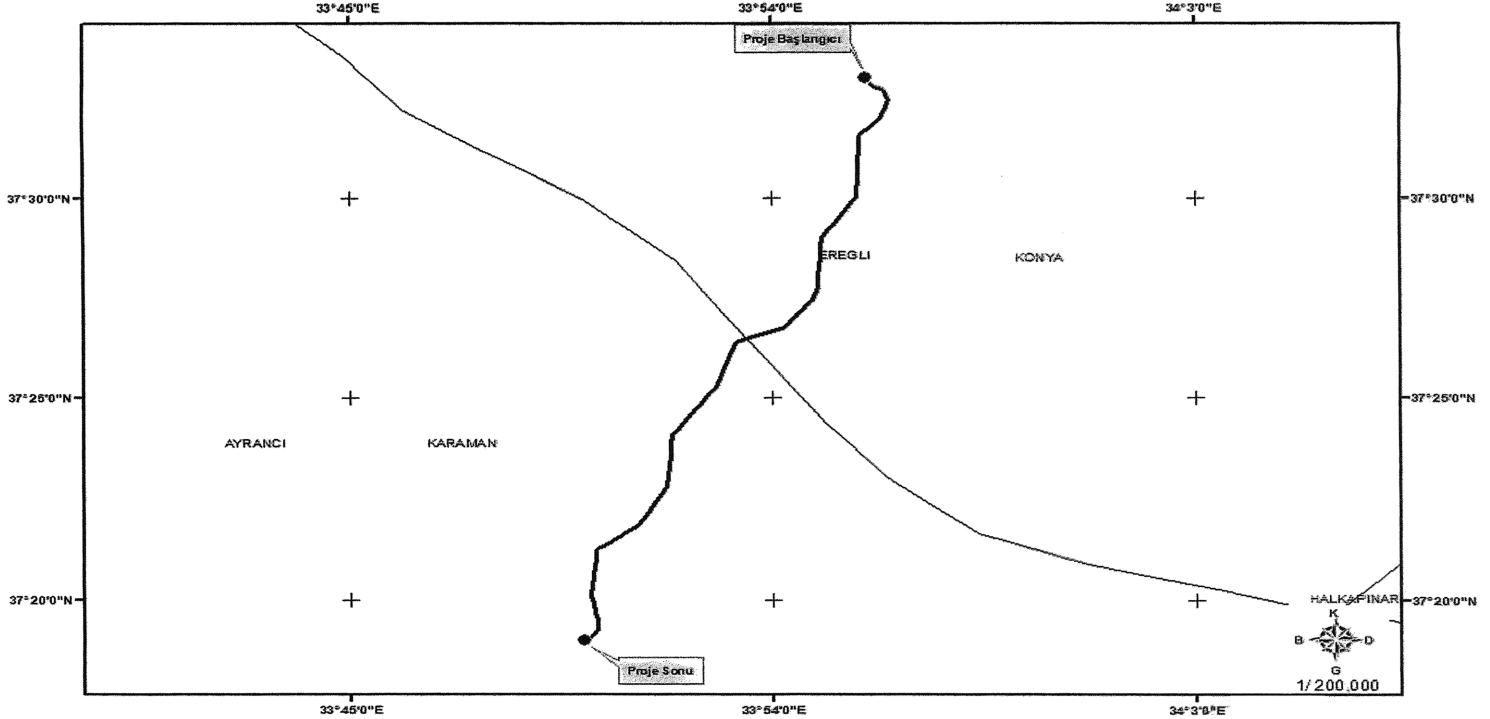 33°45'0"E 33°54'0"E 34°3'0"E
Proje Başlangıcı
37°30'0"N 37°30'0"N
EREGLI KONYA
37°25'0"N 37°25'0"N
AYRANCI KARAMAN
37°20'0"N HALKAPINAR 37°20'0"N
K
B D
Proje Sonu
G
1/200,000
33°45'0"E 33°54'0"E 34°3'0"E